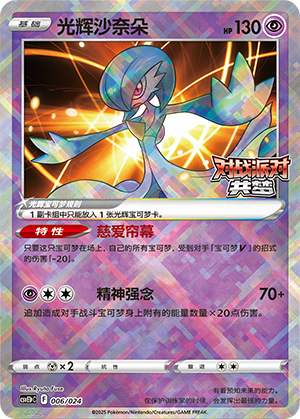 基础
光辉沙奈朵
HP 130
对战派对
共梦
光辉宝可梦规则
1副卡组中只能放入1张光辉宝可梦卡。
特性 慈爱帘幕
只要这只宝可梦在场上，自己的所有宝可梦，受到对手「宝可梦V」的招式
的伤害「-20」。
精神强念 70+
追加造成对手战斗宝可梦身上附有的能量数量×20点伤害。
弱点 ×2 抵抗力 撤退
Illus.Ryuta Fuse
F 006/024
有着预知未来的能力。
在保护训练家的时候，会发挥出最强的力量。
©2025 Pokémon/Nintendo/Creatures/GAME FREAK.